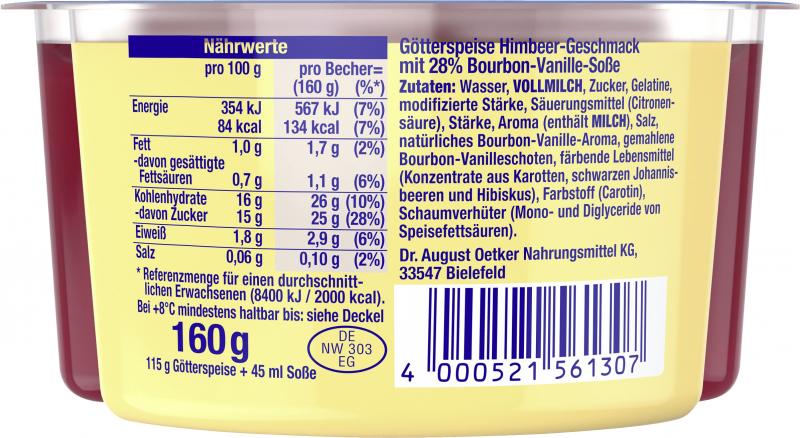 Nährwerte
pro 100 g pro Becher=
(160 g) (%*)
Energie 354 kJ 567 kJ (7%)
84 kcal 134 kcal (7%)
Fett 1,0 g 1,7 g (2%)
-davon gesättigte
Fettsäuren 0,7 g 1,1 g (6%)
Kohlenhydrate 16 g 26 g (10%)
-davon Zucker 15 g 25 g (28%)
Eiweiß 1,8 g 2,9 g (6%)
Salz 0,06 g 0,10 g (2%)
* Referenzmenge für einen durchschnitt-
lichen Erwachsenen (8400 kJ / 2000 kcal).
Bei +8°C mindestens haltbar bis: siehe Deckel
160 g
115 g Götterspeise + 45 ml Soße
DE
NW 303
EG
Götterspeise Himbeer-Geschmack
mit 28% Bourbon-Vanille-Soße
Zutaten: Wasser, VOLLMILCH, Zucker, Gelatine,
modifizierte Stärke, Säuerungsmittel (Citronen-
säure), Stärke, Aroma (enthält MILCH), Salz,
natürliches Bourbon-Vanille-Aroma, gemahlene
Bourbon-Vanilleschoten, färbende Lebensmittel
(Konzentrate aus Karotten, schwarzen Johannis-
beeren und Hibiskus), Farbstoff (Carotin),
Schaumverhüter (Mono- und Diglyceride von
Speisefettsäuren).
Dr. August Oetker Nahrungsmittel KG,
33547 Bielefeld
4 000521 561307